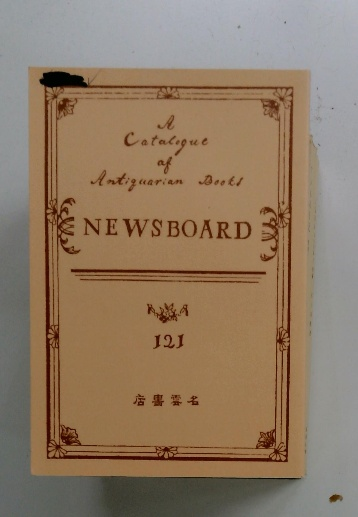 A
Catalogue
of
Antiquarian Books
NEWSBOARD
121
店書雲名